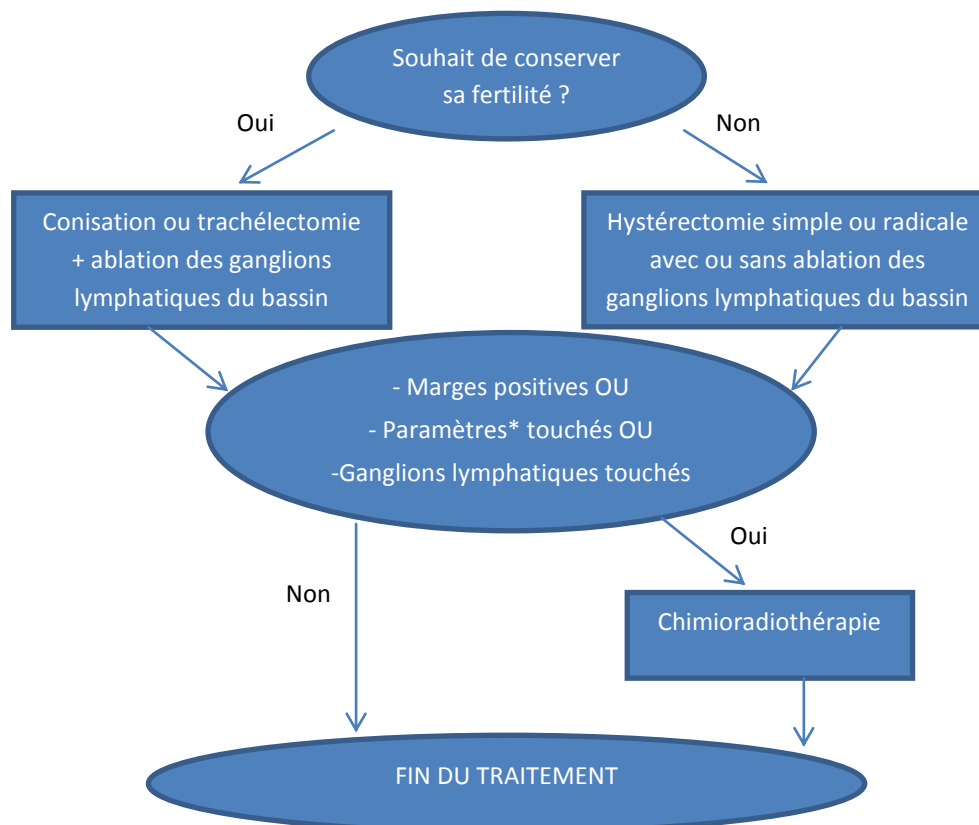 Souhait de conserver
sa fertilité ?
Oui
Non
Conisation ou trachélectomie
+ ablation des ganglions
lymphatiques du bassin
Hystérectomie simple ou radicale
avec ou sans ablation des
ganglions lymphatiques du bassin
- Marges positives OU
- Paramètres* touchés OU
-Ganglions lymphatiques touchés
Oui
Non
Chimioradiothérapie
FIN DU TRAITEMENT